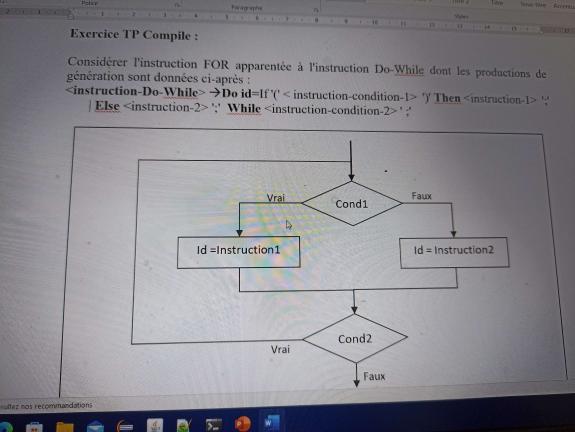 Police
Paragraphe
Styles
Exercice TP Compile :
Considérer l'instruction FOR apparentée à l'instruction Do-While dont les productions de
génération sont données ci-après :
<instruction-Do-While> →Do id=If '(' < instruction-condition-1> ')' Then <instruction-1> ';'
| Else <instruction-2> ';' While <instruction-condition-2> ' ;'
Vrai
Cond1
Faux
Id =Instruction1
Id = Instruction2
Cond2
Vrai
Faux
nos recommandations